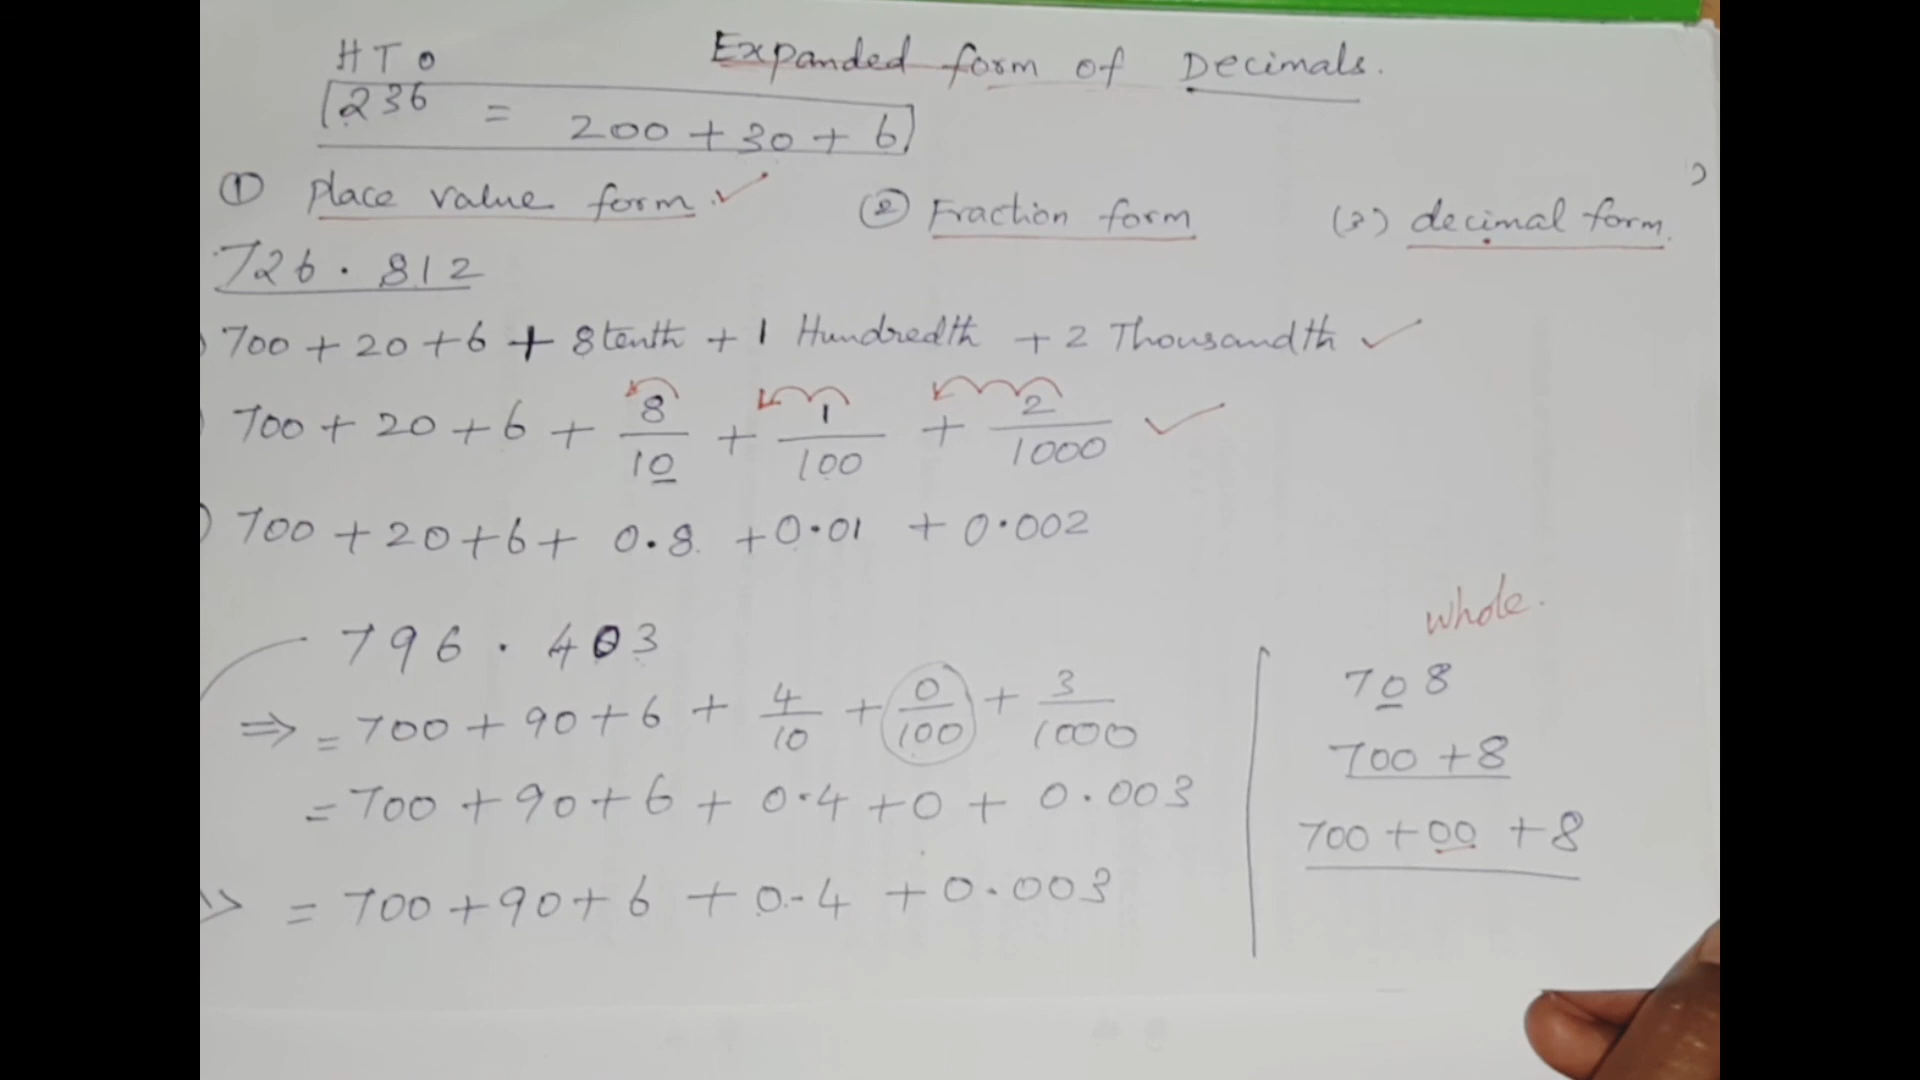 H T O
Expanded form of Decimals.
236 = 200 + 30 + 6
① Place value form ✓
② Fraction form
(3) decimal form
726.812
700 + 20 + 6 + 8 tenth + 1 Hundredth + 2 Thousandth ✓
700 + 20 + 6 + 8/10 + 1/100 + 2/1000 ✓
700 + 20 + 6 + 0.8 + 0.01 + 0.002
796.403
⇒ = 700 + 90 + 6 + 4/10 + 0/100 + 3/1000
= 700 + 90 + 6 + 0.4 + 0 + 0.003
= 700 + 90 + 6 + 0.4 + 0.003
whole.
708
700 + 8
700 + 00 + 8